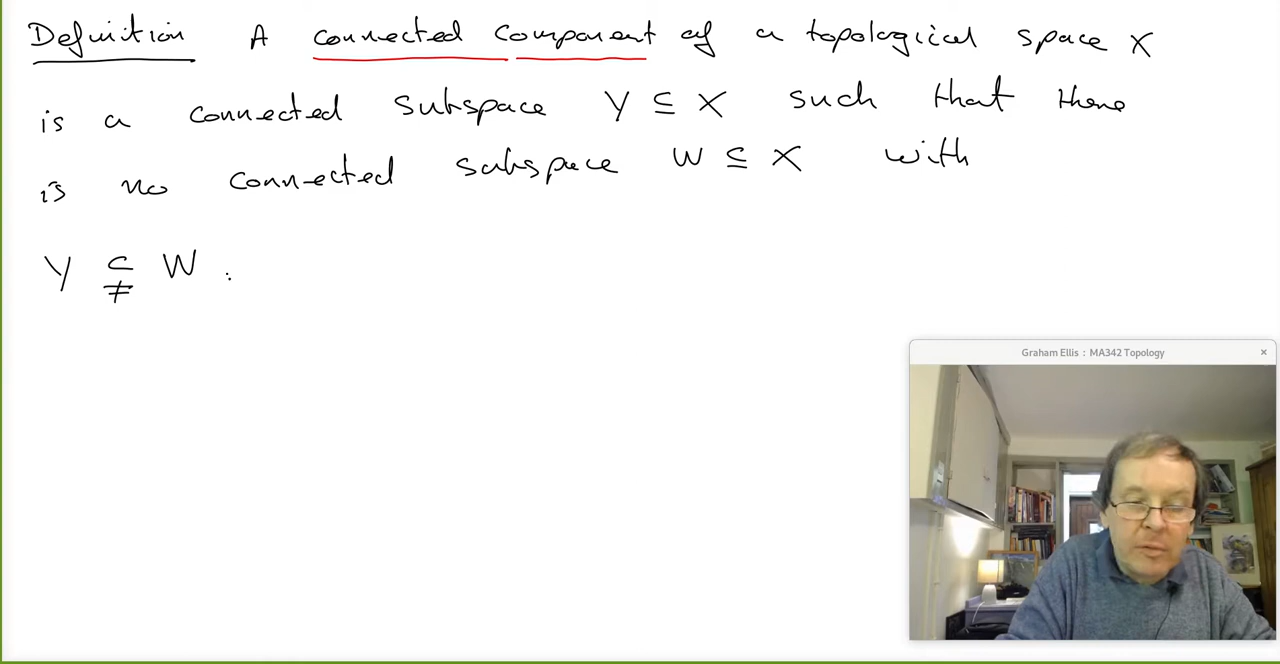 Definition A connected component of a topological space X
is a connected subspace Y ⊆ X such that there
is no connected subspace W ⊆ X with
Y ⊊ W .
Graham Ellis : MA342 Topology ×